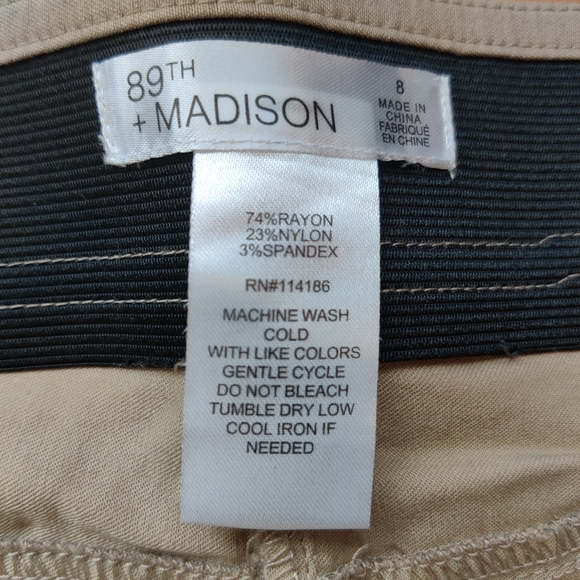 89TH
+ MADISON
8
MADE IN
CHINA
FABRIQUÉ
EN CHINE
74%RAYON
23%NYLON
3%SPANDEX
RN#114186
MACHINE WASH
COLD
WITH LIKE COLORS
GENTLE CYCLE
DO NOT BLEACH
TUMBLE DRY LOW
COOL IRON IF
NEEDED